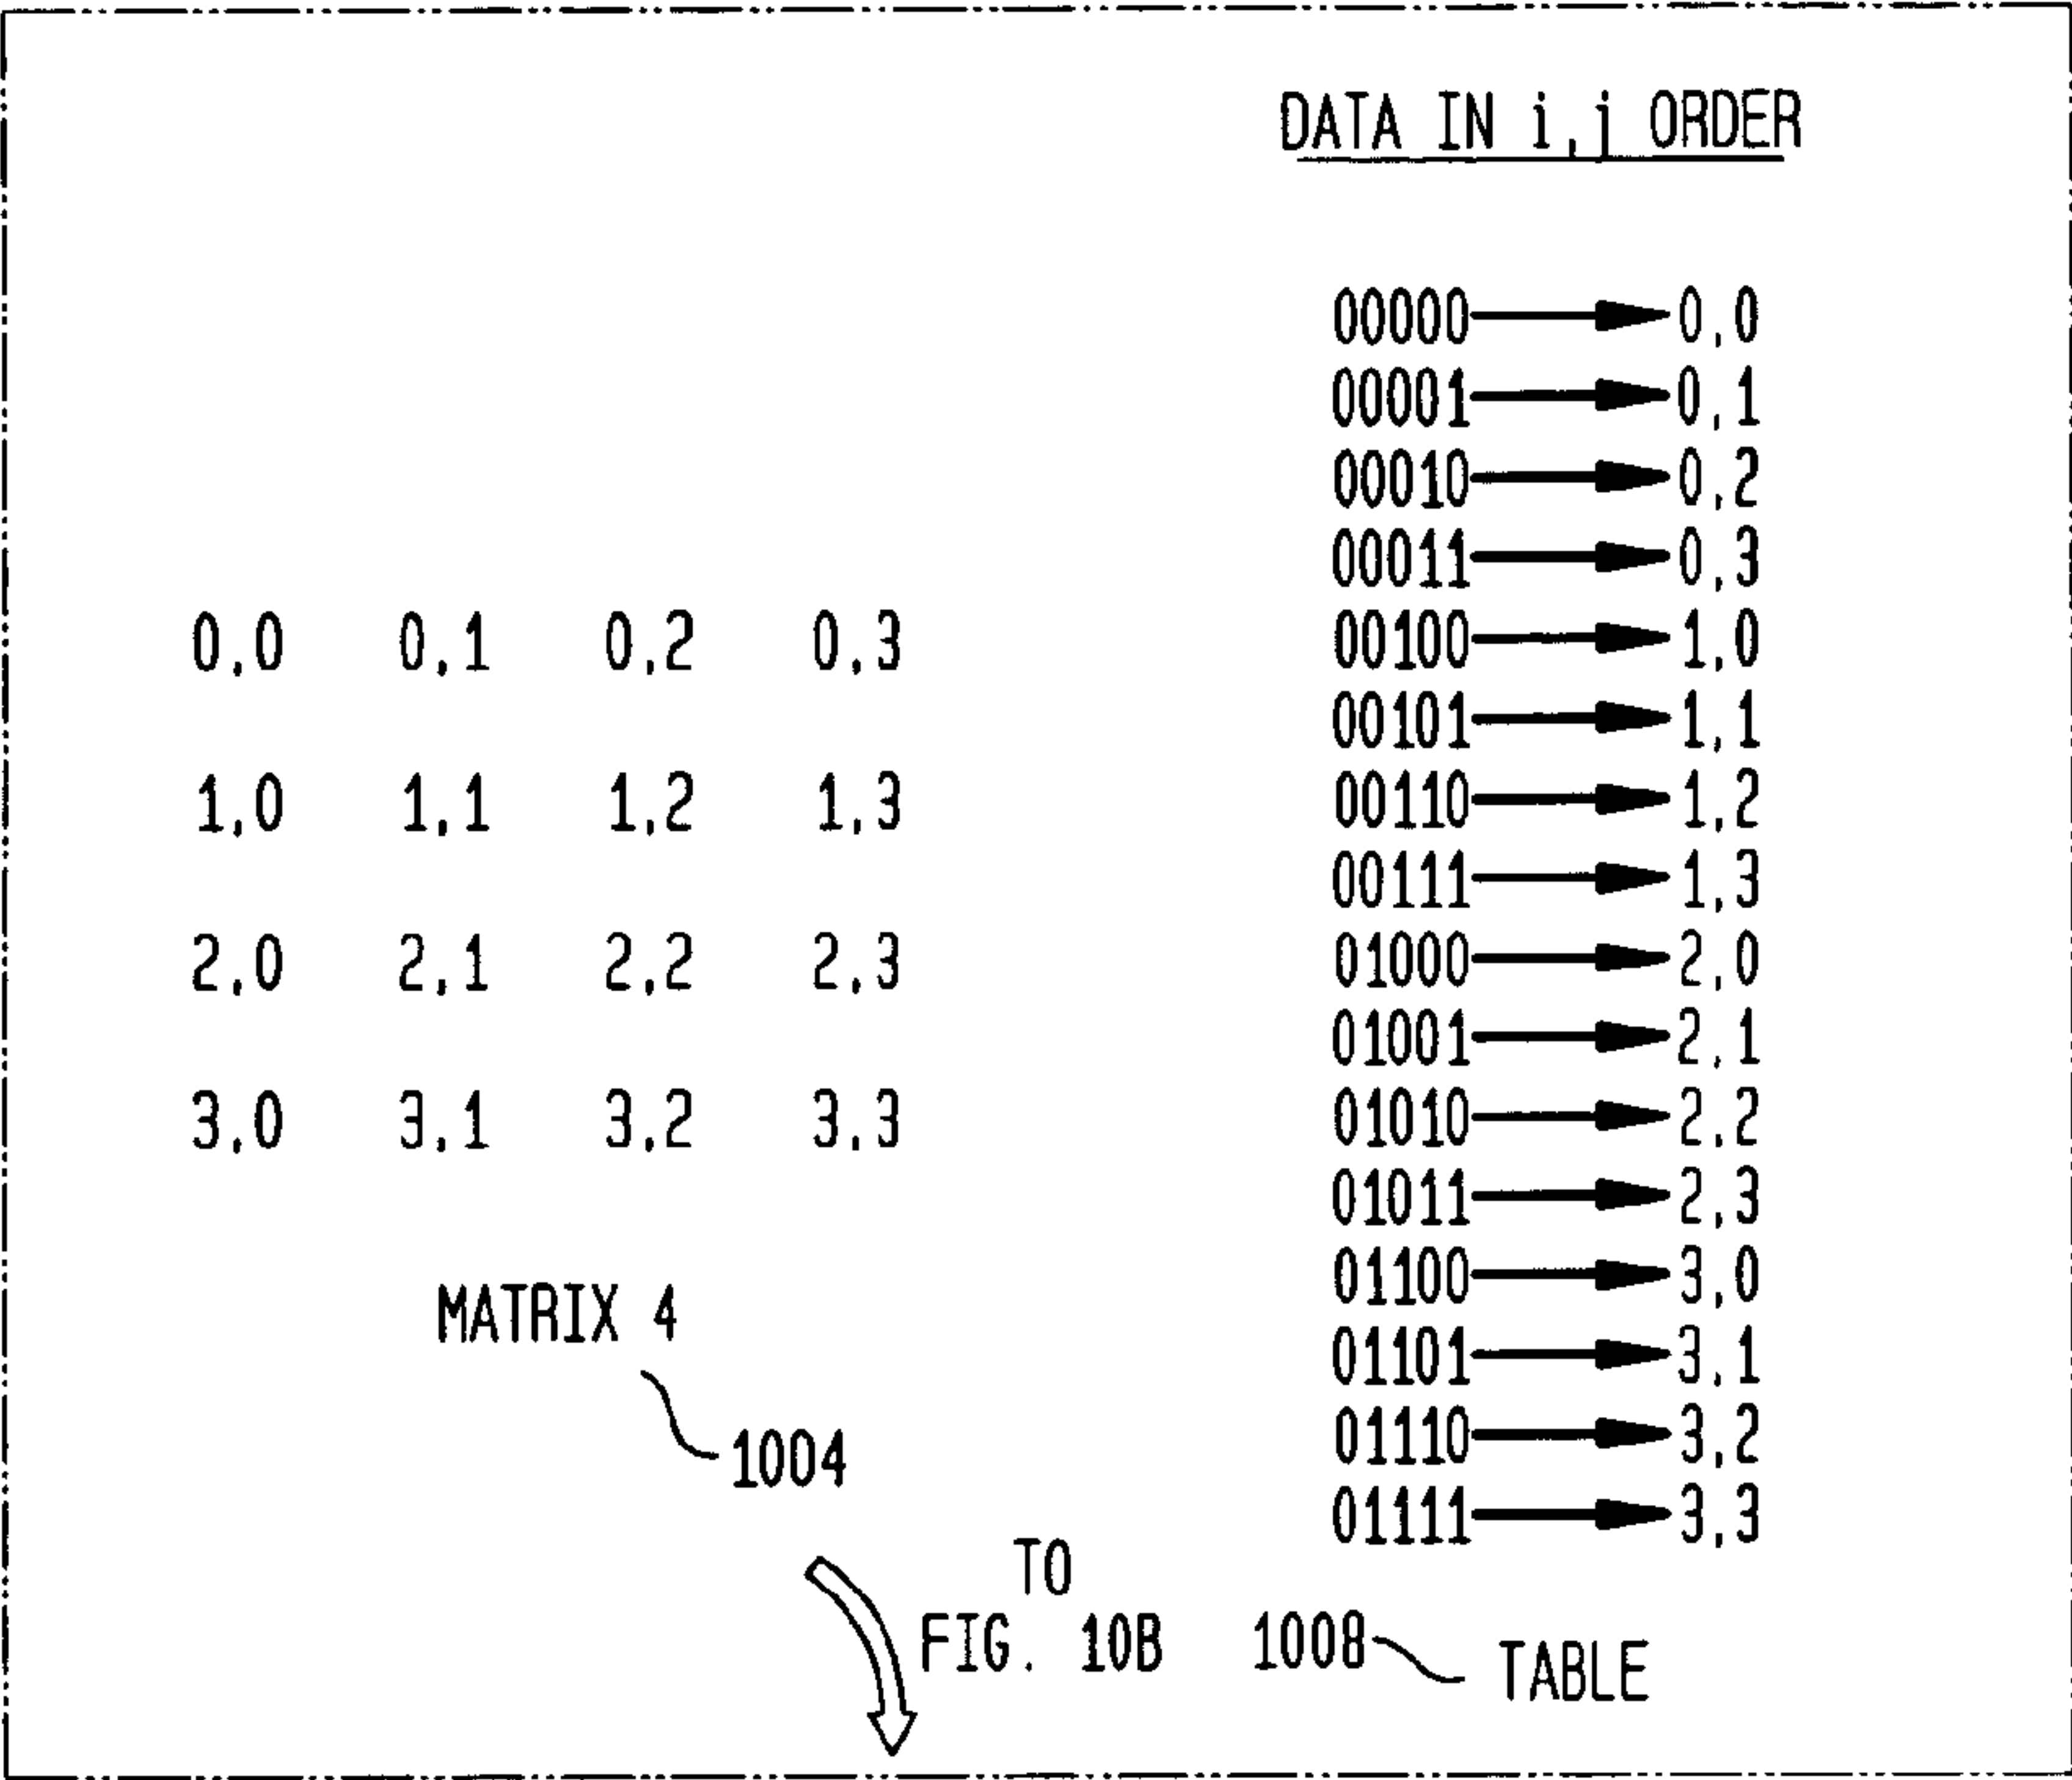 DATA IN i,j ORDER
00000 0,0
00001 0,1
00010 0,2
00011 0,3
00100 1,0
00101 1,1
00110 1,2
00111 1,3
01000 2,0
01001 2,1
01010 2,2
01011 2,3
01100 3,0
01101 3,1
01110 3,2
01111 3,3
0,0 0,1 0,2 0,3
1,0 1,1 1,2 1,3
2,0 2,1 2,2 2,3
3,0 3,1 3,2 3,3
MATRIX 4
1004
TO
FIG. 10B
1008
TABLE